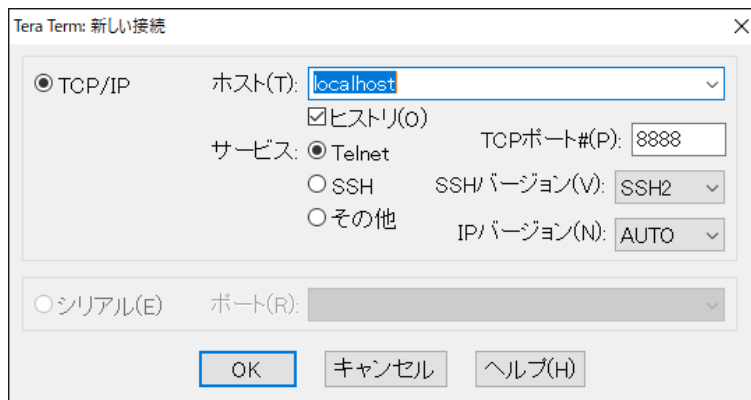 Tera Term: 新しい接続
TCP/IP ホスト(T): localhost
ヒストリ(O)
サービス: Telnet TCPポート#(P): 8888
SSH SSHバージョン(V): SSH2
その他 IPバージョン(N): AUTO
シリアル(E) ポート(R):
OK キャンセル ヘルプ(H)